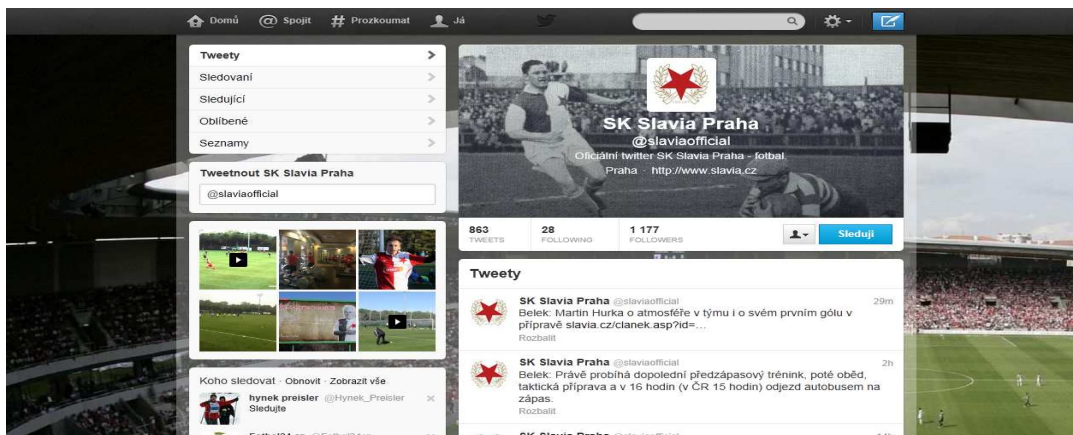 Domů @ Spojit # Prozkoumat Já
Tweety
Sledovaní
Sledující
Oblíbené
Seznamy
Tweetnout SK Slavia Praha
@slaviaofficial
Koho sledovat · Obnovit · Zobrazit vše
hynek preisler @Hynek_Preisler
Sledujte
SK Slavia Praha
@slaviaofficial
Oficiální twitter SK Slavia Praha - fotbal.
Praha · http://www.slavia.cz
863 28 1 177
TWEETS FOLLOWING FOLLOWERS
Sleduji
Tweety
SK Slavia Praha @slaviaofficial 29m
Belek: Martin Hurka o atmosféře v týmu i o svém prvním gólu v
přípravě slavia.cz/clanek.asp?id=…
Rozbalit
SK Slavia Praha @slaviaofficial 2h
Belek: Právě probíhá dopolední předzápasový trénink, poté oběd,
taktická příprava a v 16 hodin (v ČR 15 hodin) odjezd autobusem na
zápas.
Rozbalit
SK Slavia Praha @slaviaofficial